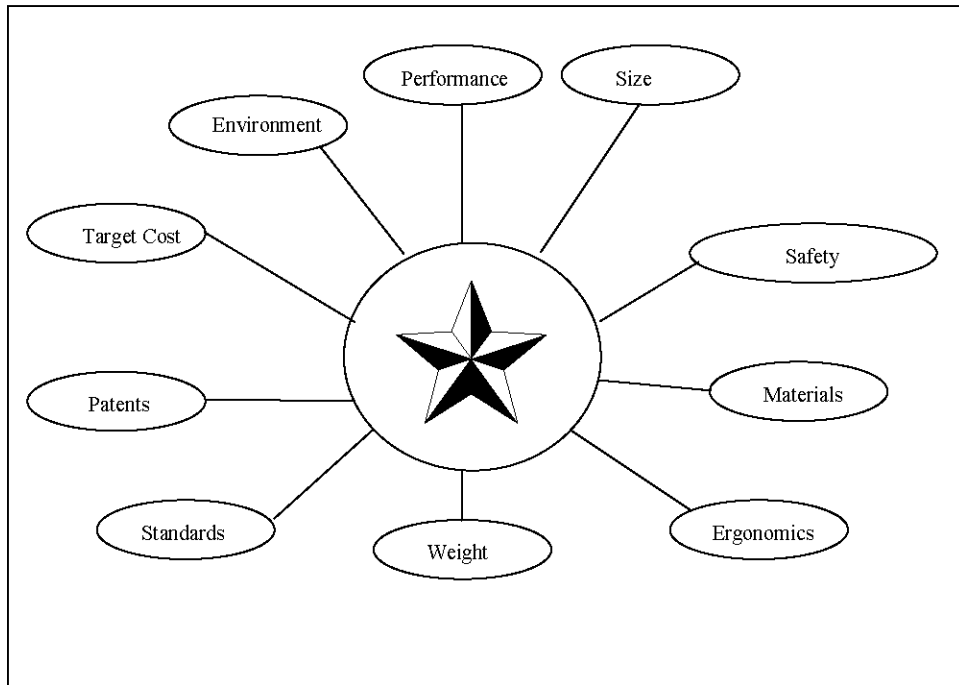 Performance
Size
Environment
Target Cost
Safety
Patents
Materials
Standards
Weight
Ergonomics